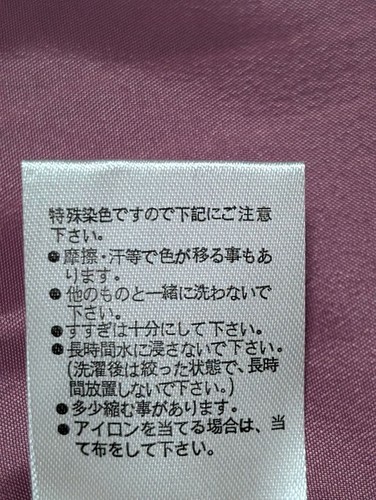 特殊染色ですので下記にご注意
下さい。
●摩擦・汗等で色が移る事もあ
ります。
●他のものと一緒に洗わないで
下さい。
●すすぎは十分にして下さい。
●長時間水に浸さないで下さい。
(洗濯後は絞った状態で、長時
間放置しないで下さい。)
●多少縮む事があります。
●アイロンを当てる場合は、当
て布をして下さい。